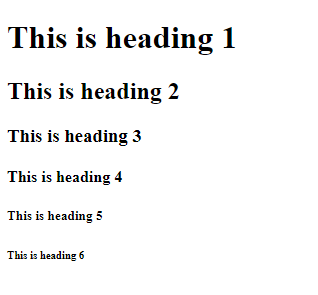 This is heading 1
This is heading 2
This is heading 3
This is heading 4
This is heading 5
This is heading 6